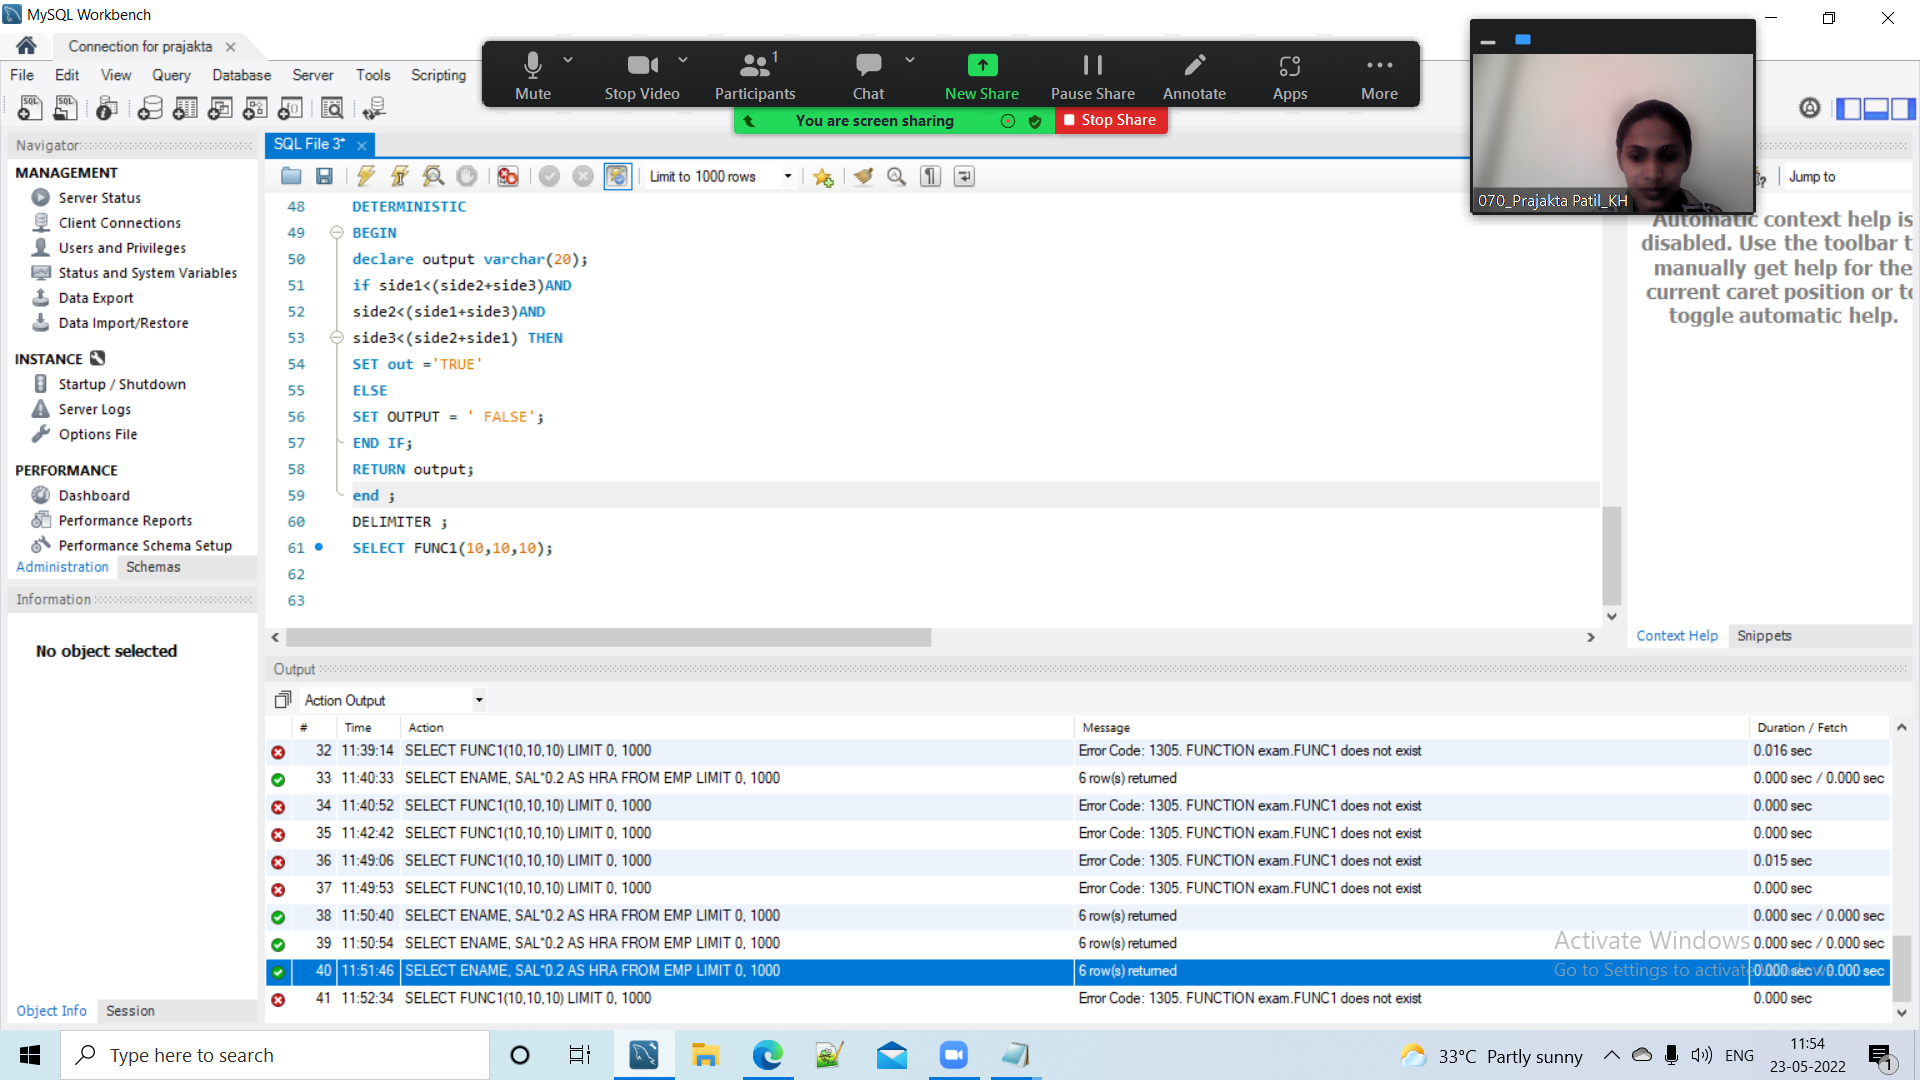 MySQL Workbench
Connection for prajakta
File Edit View Query Database Server Tools Scripting
Mute Stop Video Participants 1 Chat New Share Pause Share Annotate Apps More
You are screen sharing Stop Share
070_Prajakta Patil_KH
Navigator
MANAGEMENT
Server Status
Client Connections
Users and Privileges
Status and System Variables
Data Export
Data Import/Restore
INSTANCE
Startup / Shutdown
Server Logs
Options File
PERFORMANCE
Dashboard
Performance Reports
Performance Schema Setup
Administration Schemas
Information
No object selected
Object Info Session
SQL File 3*
Limit to 1000 rows
Jump to
48 DETERMINISTIC
49 BEGIN
50 declare output varchar(20);
51 if side1<(side2+side3)AND
52 side2<(side1+side3)AND
53 side3<(side2+side1) THEN
54 SET out ='TRUE'
55 ELSE
56 SET OUTPUT = ' FALSE';
57 END IF;
58 RETURN output;
59 end ;
60 DELIMITER ;
61 SELECT FUNC1(10,10,10);
62
63
Automatic context help is
disabled. Use the toolbar t
manually get help for the
current caret position or to
toggle automatic help.
Context Help Snippets
Output
Action Output
# Time Action Message Duration / Fetch
32 11:39:14 SELECT FUNC1(10,10,10) LIMIT 0, 1000 Error Code: 1305. FUNCTION exam.FUNC1 does not exist 0.016 sec
33 11:40:33 SELECT ENAME, SAL*0.2 AS HRA FROM EMP LIMIT 0, 1000 6 row(s) returned 0.000 sec / 0.000 sec
34 11:40:52 SELECT FUNC1(10,10,10) LIMIT 0, 1000 Error Code: 1305. FUNCTION exam.FUNC1 does not exist 0.000 sec
35 11:42:42 SELECT FUNC1(10,10,10) LIMIT 0, 1000 Error Code: 1305. FUNCTION exam.FUNC1 does not exist 0.000 sec
36 11:49:06 SELECT FUNC1(10,10,10) LIMIT 0, 1000 Error Code: 1305. FUNCTION exam.FUNC1 does not exist 0.015 sec
37 11:49:53 SELECT FUNC1(10,10,10) LIMIT 0, 1000 Error Code: 1305. FUNCTION exam.FUNC1 does not exist 0.000 sec
38 11:50:40 SELECT ENAME, SAL*0.2 AS HRA FROM EMP LIMIT 0, 1000 6 row(s) returned 0.000 sec / 0.000 sec
39 11:50:54 SELECT ENAME, SAL*0.2 AS HRA FROM EMP LIMIT 0, 1000 6 row(s) returned 0.000 sec / 0.000 sec
40 11:51:46 SELECT ENAME, SAL*0.2 AS HRA FROM EMP LIMIT 0, 1000 6 row(s) returned 0.000 sec / 0.000 sec
41 11:52:34 SELECT FUNC1(10,10,10) LIMIT 0, 1000 Error Code: 1305. FUNCTION exam.FUNC1 does not exist 0.000 sec
Activate Windows
Go to Settings to activate
Type here to search
33°C Partly sunny
ENG
11:54
23-05-2022
1